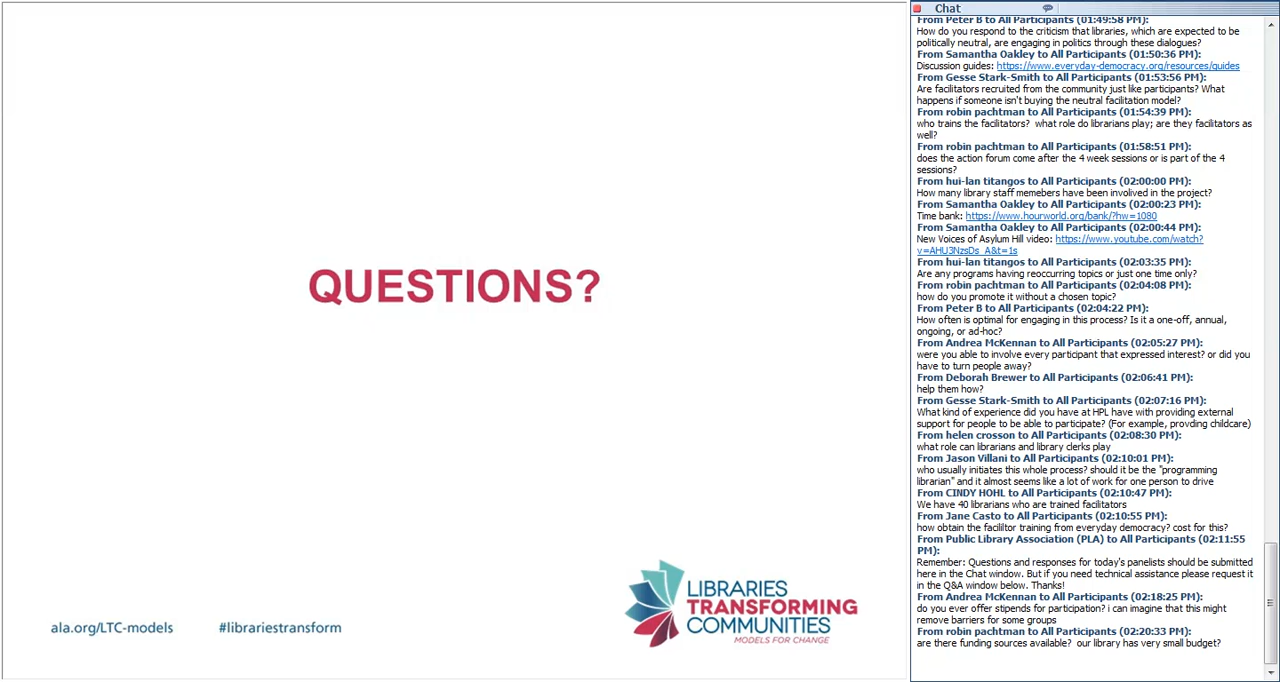 QUESTIONS?
ala.org/LTC-models
#librariestransform
LIBRARIES
TRANSFORMING
COMMUNITIES
MODELS FOR CHANGE
Chat
From Peter B to All Participants (01:49:58 PM):
How do you respond to the criticism that libraries, which are expected to be
politically neutral, are engaging in politics through these dialogues?
From Samantha Oakley to All Participants (01:50:36 PM):
Discussion guides: https://www.everyday-democracy.org/resources/guides
From Gesse Stark-Smith to All Participants (01:53:56 PM):
Are facilitators recruited from the community just like participants? What
happens if someone isn't buying the neutral facilitation model?
From robin pachtman to All Participants (01:54:39 PM):
who trains the facilitators?  what role do librarians play; are they facilitators as
well?
From robin pachtman to All Participants (01:58:51 PM):
does the action forum come after the 4 week sessions or is part of the 4
sessions?
From hui-lan titangos to All Participants (02:00:00 PM):
How many library staff memebers have been involved in the project?
From Samantha Oakley to All Participants (02:00:23 PM):
Time bank: https://www.hourworld.org/bank/?hw=1080
From Samantha Oakley to All Participants (02:00:44 PM):
New Voices of Asylum Hill video: https://www.youtube.com/watch?
v=AHU3NzsDs_A&t=1s
From hui-lan titangos to All Participants (02:03:35 PM):
Are any programs having reoccurring topics or just one time only?
From robin pachtman to All Participants (02:04:08 PM):
how do you promote it without a chosen topic?
From Peter B to All Participants (02:04:22 PM):
How often is optimal for engaging in this process? Is it a one-off, annual,
ongoing, or ad-hoc?
From Andrea McKennan to All Participants (02:05:27 PM):
were you able to involve every participant that expressed interest? or did you
have to turn people away?
From Deborah Brewer to All Participants (02:06:41 PM):
help them how?
From Gesse Stark-Smith to All Participants (02:07:16 PM):
What kind of experience did you have at HPL have with providing external
support for people to be able to participate? (For example, provding childcare)
From helen crosson to All Participants (02:08:30 PM):
what role can librarians and library clerks play
From Jason Villani to All Participants (02:10:01 PM):
who usually initiates this whole process? should it be the "programming
librarian" and it almost seems like a lot of work for one person to drive
From CINDY HOHL to All Participants (02:10:47 PM):
We have 40 librarians who are trained facilitators
From Jane Casto to All Participants (02:10:55 PM):
how obtain the facililtor training from everyday democracy? cost for this?
From Public Library Association (PLA) to All Participants (02:11:55
PM):
Remember: Questions and responses for today's panelists should be submitted
here in the Chat window. But if you need technical assistance please request it
in the Q&A window below. Thanks!
From Andrea McKennan to All Participants (02:18:25 PM):
do you ever offer stipends for participation? i can imagine that this might
remove barriers for some groups
From robin pachtman to All Participants (02:20:33 PM):
are there funding sources available?  our library has very small budget?